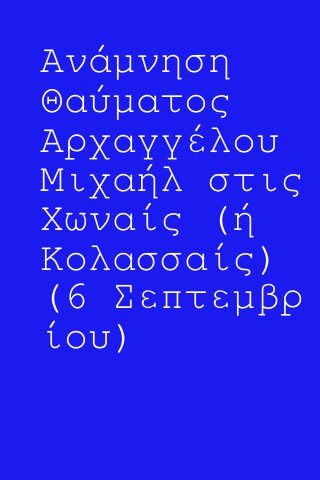 Ανάμνηση
Θαύματος
Αρχαγγέλου
Μιχαήλ στις
Χωναίς (ή
Κολασσαίς)
(6 Σεπτεμβρ
ίου)